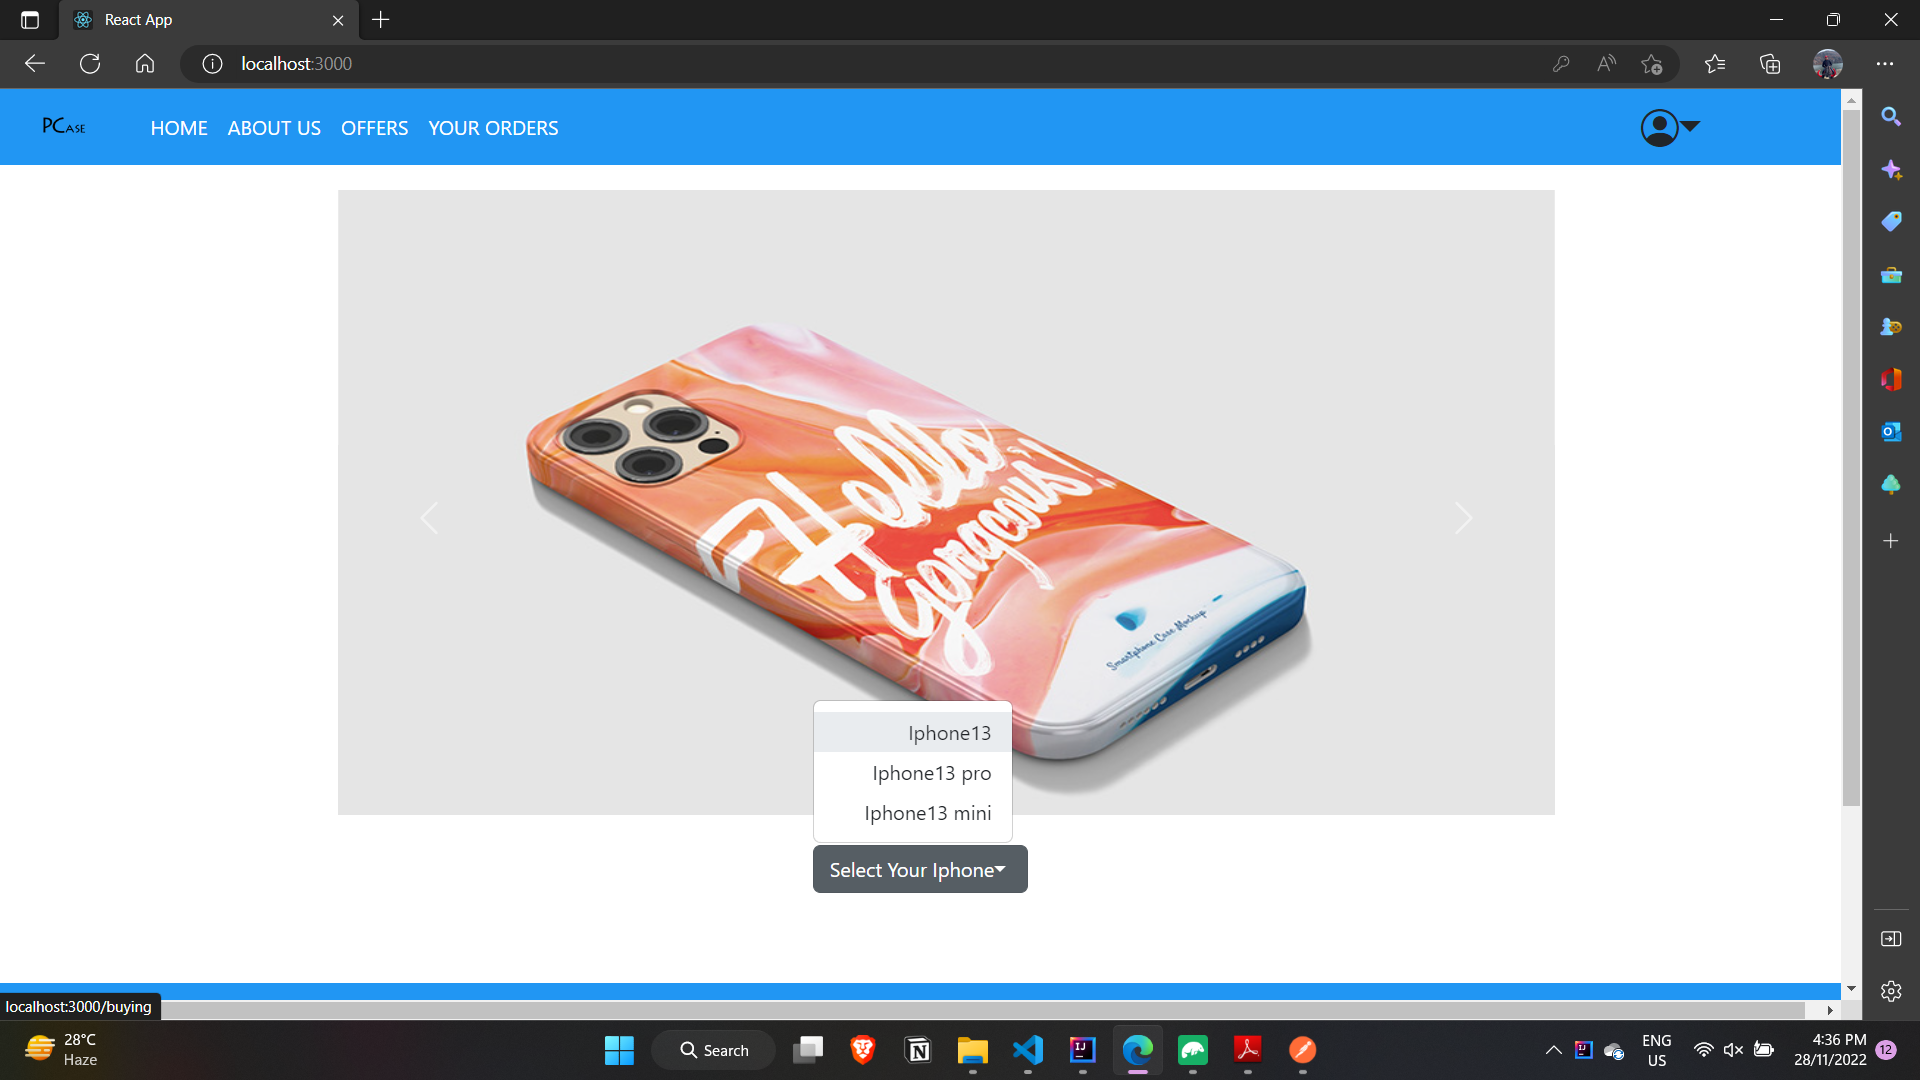 React App
localhost:3000
PCASE
HOME ABOUT US OFFERS YOUR ORDERS
Hello
Gorgeous!
Smartphone Case Mockup
Iphone13
Iphone13 pro
Iphone13 mini
Select Your Iphone
localhost:3000/buying
28°C
Haze
Search
ENG
US
4:36 PM
28/11/2022
12